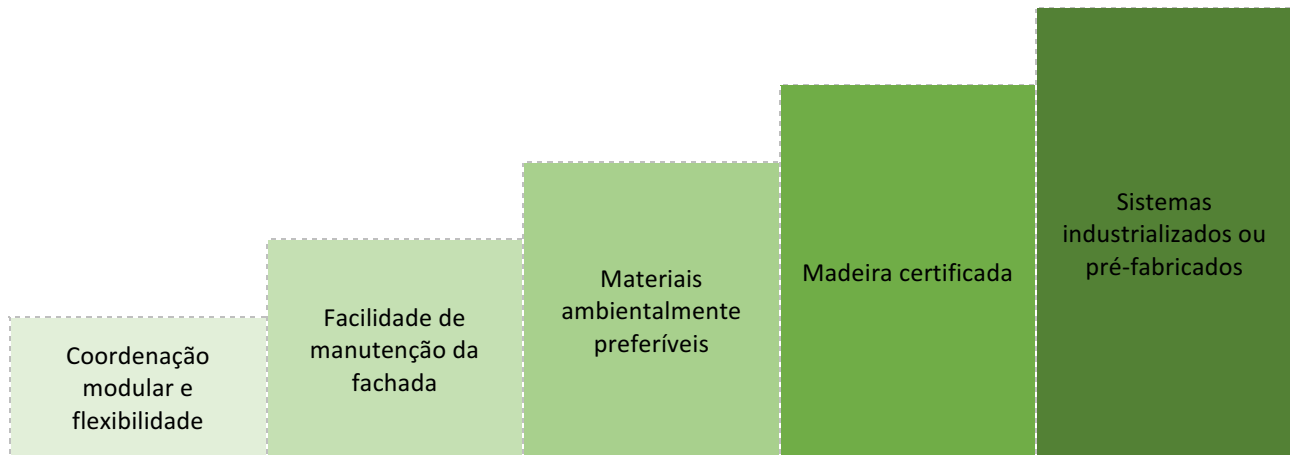 Coordenação
modular e
flexibilidade
Facilidade de
manutenção da
fachada
Materiais
ambientalmente
preferíveis
Madeira certificada
Sistemas
industrializados ou
pré-fabricados